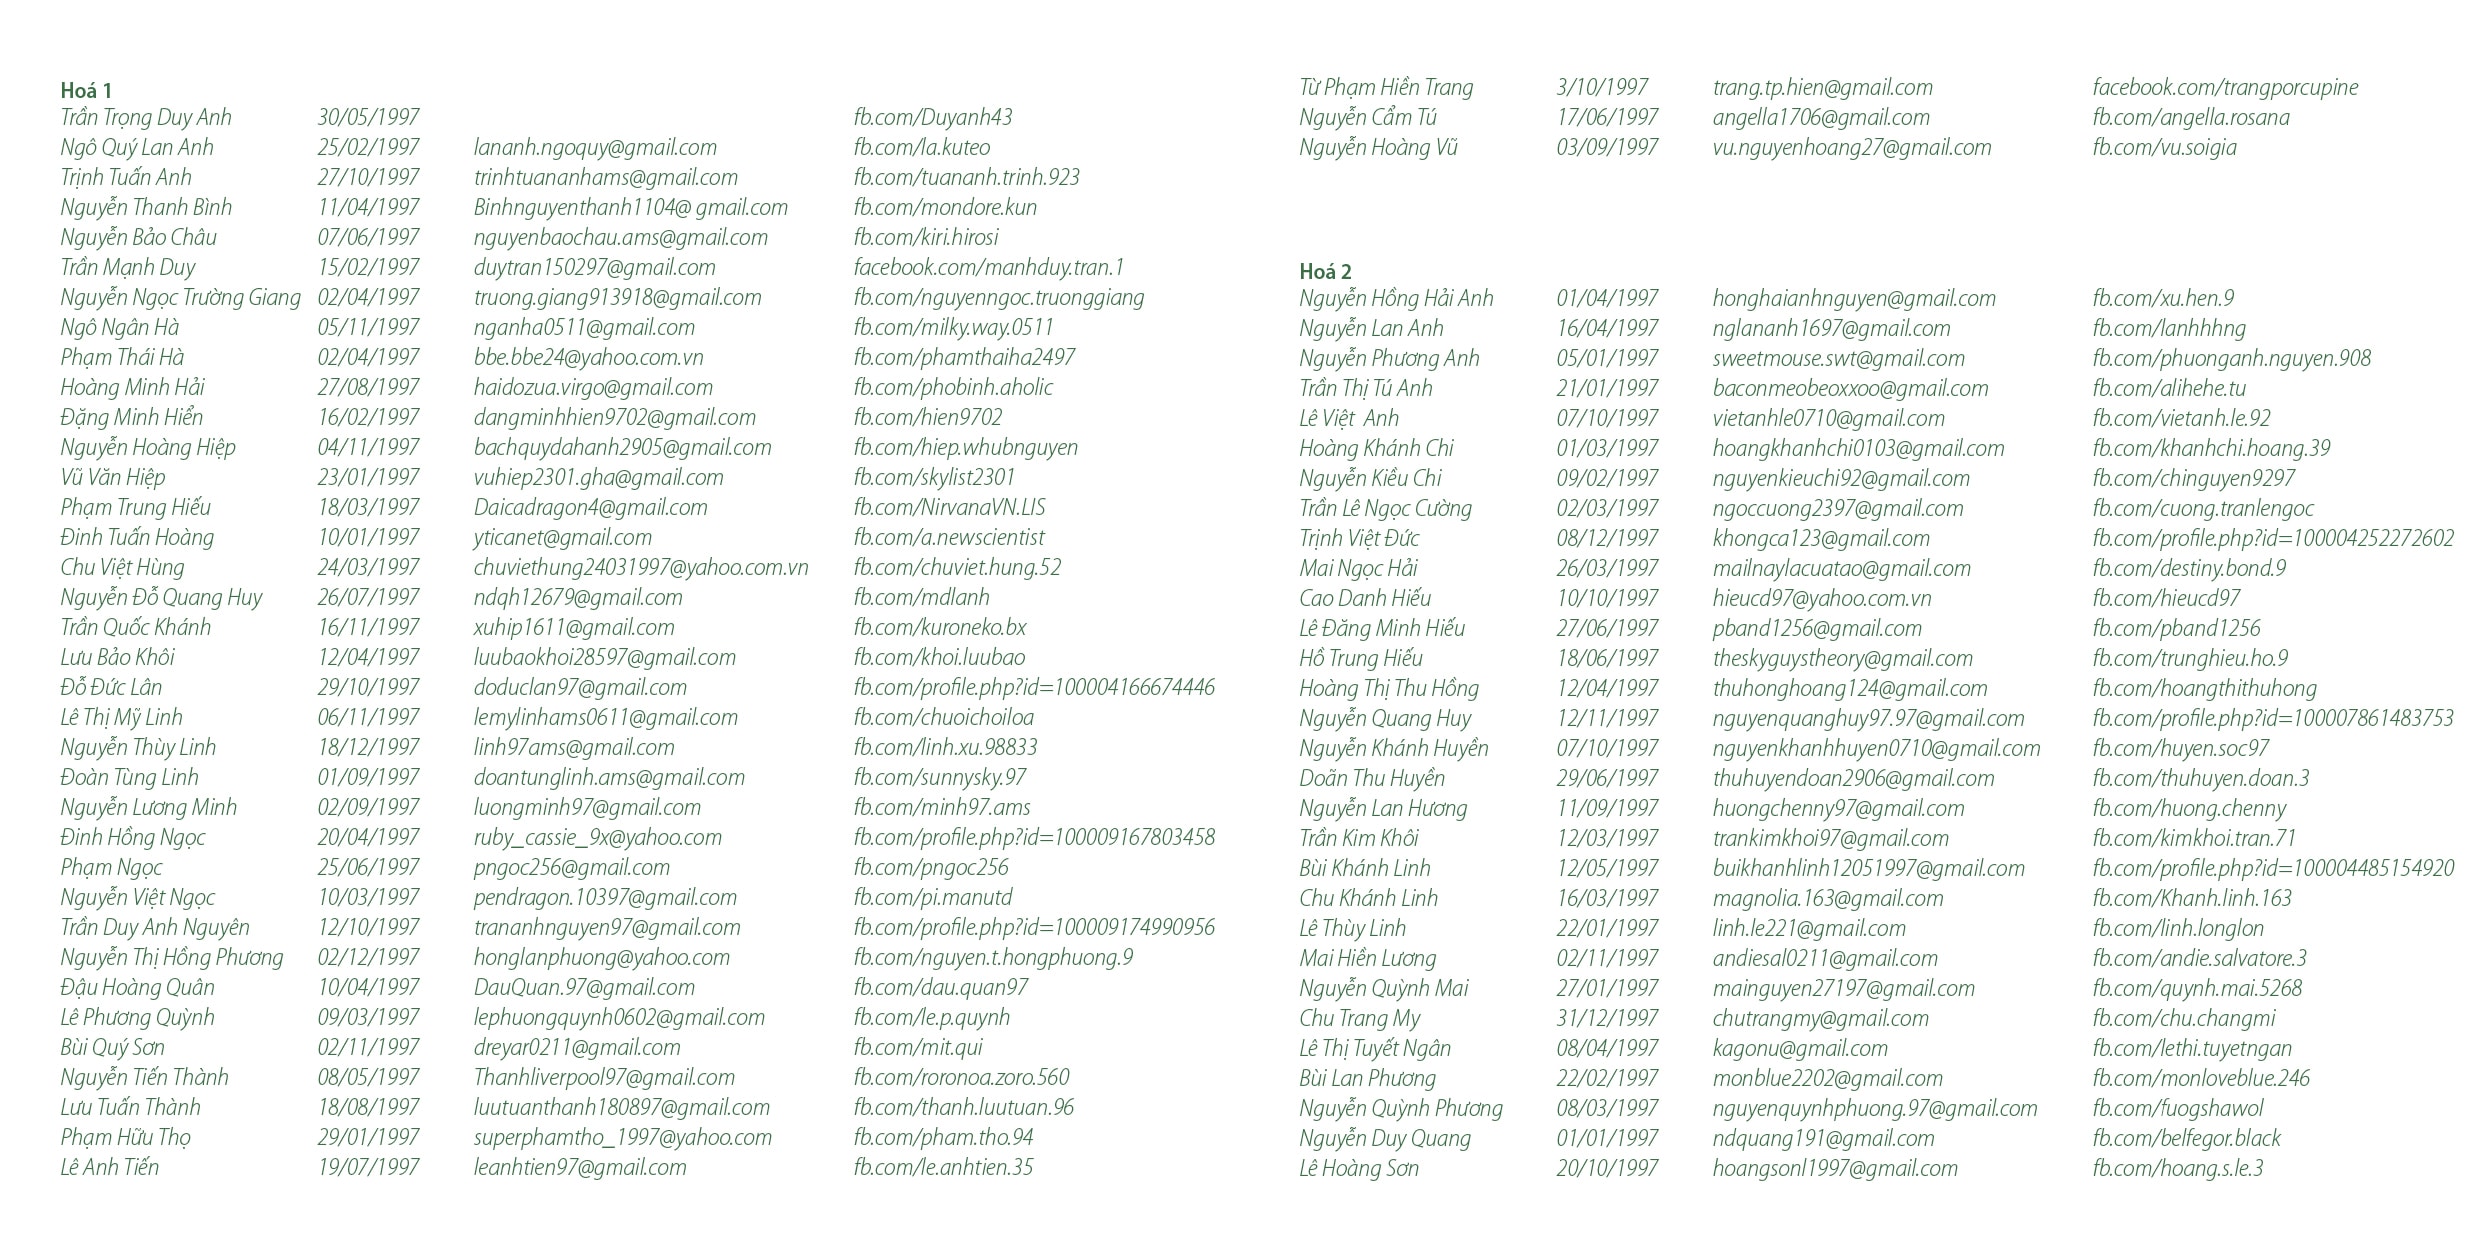 Hoá 1
Trần Trọng Duy Anh 30/05/1997 fb.com/Duyanh43
Ngô Quý Lan Anh 25/02/1997 lananh.ngoquy@gmail.com fb.com/la.kuteo
Trịnh Tuấn Anh 27/10/1997 trinhtuananhams@gmail.com fb.com/tuananh.trinh.923
Nguyễn Thanh Bình 11/04/1997 Binhnguyenthanh1104@ gmail.com fb.com/mondore.kun
Nguyễn Bảo Châu 07/06/1997 nguyenbaochau.ams@gmail.com fb.com/kiri.hirosi
Trần Mạnh Duy 15/02/1997 duytran150297@gmail.com facebook.com/manhduy.tran.1
Nguyễn Ngọc Trường Giang 02/04/1997 truong.giang913918@gmail.com fb.com/nguyenngoc.truonggiang
Ngô Ngân Hà 05/11/1997 nganha0511@gmail.com fb.com/milky.way.0511
Phạm Thái Hà 02/04/1997 bbe.bbe24@yahoo.com.vn fb.com/phamthaiha2497
Hoàng Minh Hải 27/08/1997 haidozua.virgo@gmail.com fb.com/phobinh.aholic
Đặng Minh Hiển 16/02/1997 dangminhhien9702@gmail.com fb.com/hien9702
Nguyễn Hoàng Hiệp 04/11/1997 bachquydahanh2905@gmail.com fb.com/hiep.whubnguyen
Vũ Văn Hiệp 23/01/1997 vuhiep2301.gha@gmail.com fb.com/skylist2301
Phạm Trung Hiếu 18/03/1997 Daicadragon4@gmail.com fb.com/NirvanaVN.LIS
Đinh Tuấn Hoàng 10/01/1997 yticanet@gmail.com fb.com/a.newscientist
Chu Việt Hùng 24/03/1997 chuviethung24031997@yahoo.com.vn fb.com/chuviet.hung.52
Nguyễn Đỗ Quang Huy 26/07/1997 ndqh12679@gmail.com fb.com/mdlanh
Trần Quốc Khánh 16/11/1997 xuhip1611@gmail.com fb.com/kuroneko.bx
Lưu Bảo Khôi 12/04/1997 luubaokhoi28597@gmail.com fb.com/khoi.luubao
Đỗ Đức Lân 29/10/1997 doduclan97@gmail.com fb.com/profile.php?id=100004166674446
Lê Thị Mỹ Linh 06/11/1997 lemylinhams0611@gmail.com fb.com/chuoichoiloa
Nguyễn Thùy Linh 18/12/1997 linh97ams@gmail.com fb.com/linh.xu.98833
Đoàn Tùng Linh 01/09/1997 doantunglinh.ams@gmail.com fb.com/sunnysky.97
Nguyễn Lương Minh 02/09/1997 luongminh97@gmail.com fb.com/minh97.ams
Đinh Hồng Ngọc 20/04/1997 ruby_cassie_9x@yahoo.com fb.com/profile.php?id=100009167803458
Phạm Ngọc 25/06/1997 pngoc256@gmail.com fb.com/pngoc256
Nguyễn Việt Ngọc 10/03/1997 pendragon.10397@gmail.com fb.com/pi.manutd
Trần Duy Anh Nguyên 12/10/1997 trananhnguyen97@gmail.com fb.com/profile.php?id=100009174990956
Nguyễn Thị Hồng Phương 02/12/1997 honglanphuong@yahoo.com fb.com/nguyen.t.hongphuong.9
Đậu Hoàng Quân 10/04/1997 DauQuan.97@gmail.com fb.com/dau.quan97
Lê Phương Quỳnh 09/03/1997 lephuongquynh0602@gmail.com fb.com/le.p.quynh
Bùi Quý Sơn 02/11/1997 dreyar0211@gmail.com fb.com/mit.qui
Nguyễn Tiến Thành 08/05/1997 Thanhliverpool97@gmail.com fb.com/roronoa.zoro.560
Lưu Tuấn Thành 18/08/1997 luutuanthanh180897@gmail.com fb.com/thanh.luutuan.96
Phạm Hữu Thọ 29/01/1997 superphamtho_1997@yahoo.com fb.com/pham.tho.94
Lê Anh Tiến 19/07/1997 leanhtien97@gmail.com fb.com/le.anhtien.35
Từ Phạm Hiền Trang 3/10/1997 trang.tp.hien@gmail.com facebook.com/trangporcupine
Nguyễn Cẩm Tú 17/06/1997 angella1706@gmail.com fb.com/angella.rosana
Nguyễn Hoàng Vũ 03/09/1997 vu.nguyenhoang27@gmail.com fb.com/vu.soigia
Hoá 2
Nguyễn Hồng Hải Anh 01/04/1997 honghaianhnguyen@gmail.com fb.com/xu.hen.9
Nguyễn Lan Anh 16/04/1997 nglananh1697@gmail.com fb.com/lanhhhng
Nguyễn Phương Anh 05/01/1997 sweetmouse.swt@gmail.com fb.com/phuonganh.nguyen.908
Trần Thị Tú Anh 21/01/1997 baconmeobeoxxoo@gmail.com fb.com/alihehe.tu
Lê Việt  Anh 07/10/1997 vietanhle0710@gmail.com fb.com/vietanh.le.92
Hoàng Khánh Chi 01/03/1997 hoangkhanhchi0103@gmail.com fb.com/khanhchi.hoang.39
Nguyễn Kiều Chi 09/02/1997 nguyenkieuchi92@gmail.com fb.com/chinguyen9297
Trần Lê Ngọc Cường 02/03/1997 ngoccuong2397@gmail.com fb.com/cuong.tranlengoc
Trịnh Việt Đức 08/12/1997 khongca123@gmail.com fb.com/profile.php?id=100004252272602
Mai Ngọc Hải 26/03/1997 mailnaylacuatao@gmail.com fb.com/destiny.bond.9
Cao Danh Hiếu 10/10/1997 hieucd97@yahoo.com.vn fb.com/hieucd97
Lê Đăng Minh Hiếu 27/06/1997 pband1256@gmail.com fb.com/pband1256
Hồ Trung Hiếu 18/06/1997 theskyguystheory@gmail.com fb.com/trunghieu.ho.9
Hoàng Thị Thu Hồng 12/04/1997 thuhonghoang124@gmail.com fb.com/hoangthithuhong
Nguyễn Quang Huy 12/11/1997 nguyenquanghuy97.97@gmail.com fb.com/profile.php?id=100007861483753
Nguyễn Khánh Huyền 07/10/1997 nguyenkhanhhuyen0710@gmail.com fb.com/huyen.soc97
Doãn Thu Huyền 29/06/1997 thuhuyendoan2906@gmail.com fb.com/thuhuyen.doan.3
Nguyễn Lan Hương 11/09/1997 huongchenny97@gmail.com fb.com/huong.chenny
Trần Kim Khôi 12/03/1997 trankimkhoi97@gmail.com fb.com/kimkhoi.tran.71
Bùi Khánh Linh 12/05/1997 buikhanhlinh12051997@gmail.com fb.com/profile.php?id=100004485154920
Chu Khánh Linh 16/03/1997 magnolia.163@gmail.com fb.com/Khanh.linh.163
Lê Thùy Linh 22/01/1997 linh.le221@gmail.com fb.com/linh.longlon
Mai Hiền Lương 02/11/1997 andiesal0211@gmail.com fb.com/andie.salvatore.3
Nguyễn Quỳnh Mai 27/01/1997 mainguyen27197@gmail.com fb.com/quynh.mai.5268
Chu Trang My 31/12/1997 chutrangmy@gmail.com fb.com/chu.changmi
Lê Thị Tuyết Ngân 08/04/1997 kagonu@gmail.com fb.com/lethi.tuyetngan
Bùi Lan Phương 22/02/1997 monblue2202@gmail.com fb.com/monloveblue.246
Nguyễn Quỳnh Phương 08/03/1997 nguyenquynhphuong.97@gmail.com fb.com/fuogshawol
Nguyễn Duy Quang 01/01/1997 ndquang191@gmail.com fb.com/belfegor.black
Lê Hoàng Sơn 20/10/1997 hoangsonl1997@gmail.com fb.com/hoang.s.le.3